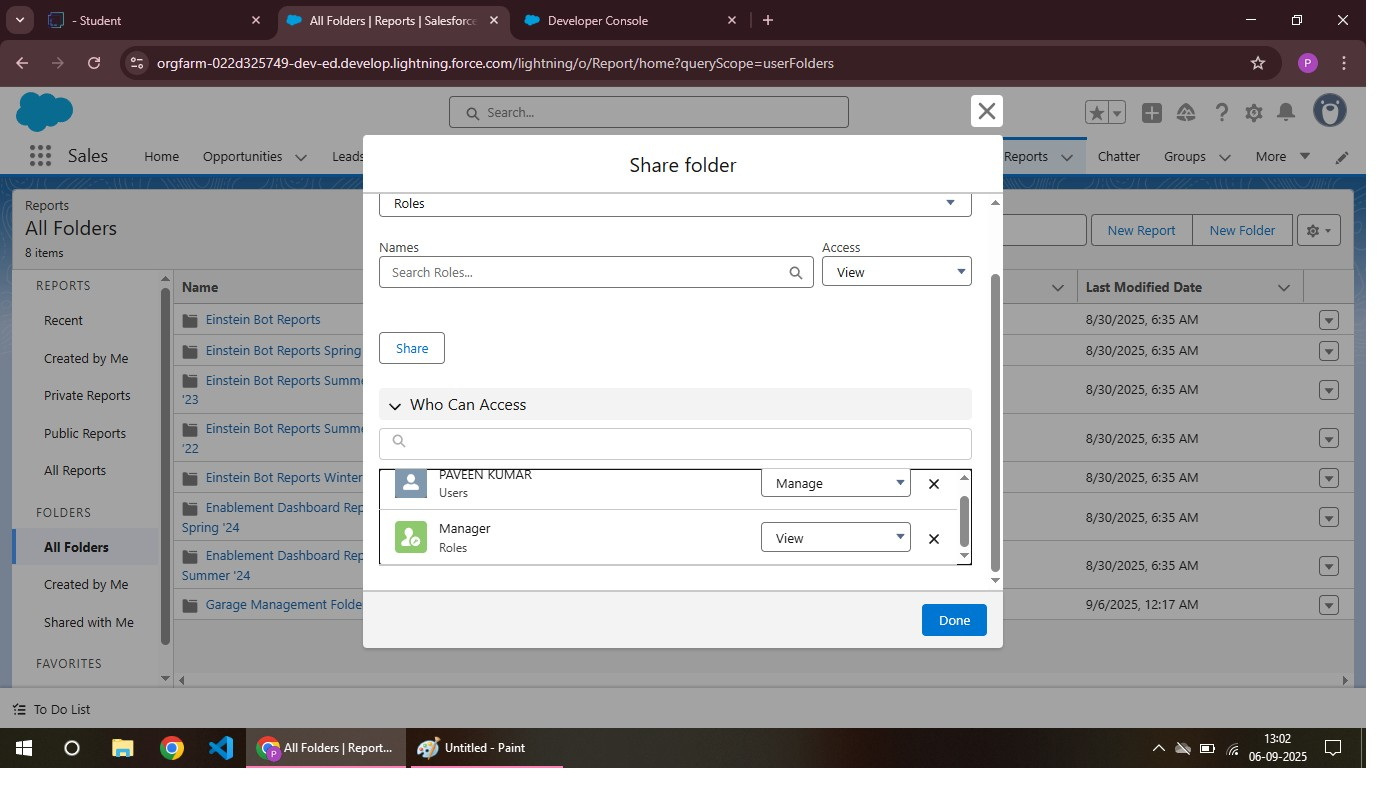 - Student
All Folders | Reports | Salesforce
Developer Console
orgfarm-022d325749-dev-ed.develop.lightning.force.com/lightning/o/Report/home?queryScope=userFolders
P
Search...
Sales
Home
Opportunities
Leads
Reports
Chatter
Groups
More
Share folder
Reports
All Folders
8 items
New Report
New Folder
Roles
Names
Access
Search Roles...
View
Share
Who Can Access
PAVEEN KUMAR
Users
Manage
Manager
Roles
View
Done
REPORTS
Recent
Created by Me
Private Reports
Public Reports
All Reports
FOLDERS
All Folders
Created by Me
Shared with Me
FAVORITES
Name
Last Modified Date
Einstein Bot Reports
8/30/2025, 6:35 AM
Einstein Bot Reports Spring
8/30/2025, 6:35 AM
Einstein Bot Reports Summe
'23
8/30/2025, 6:35 AM
Einstein Bot Reports Summe
'22
8/30/2025, 6:35 AM
Einstein Bot Reports Winter
8/30/2025, 6:35 AM
Enablement Dashboard Rep
Spring '24
8/30/2025, 6:35 AM
Enablement Dashboard Rep
Summer '24
8/30/2025, 6:35 AM
Garage Management Folde
9/6/2025, 12:17 AM
To Do List
P
All Folders | Report...
Untitled - Paint
13:02
06-09-2025